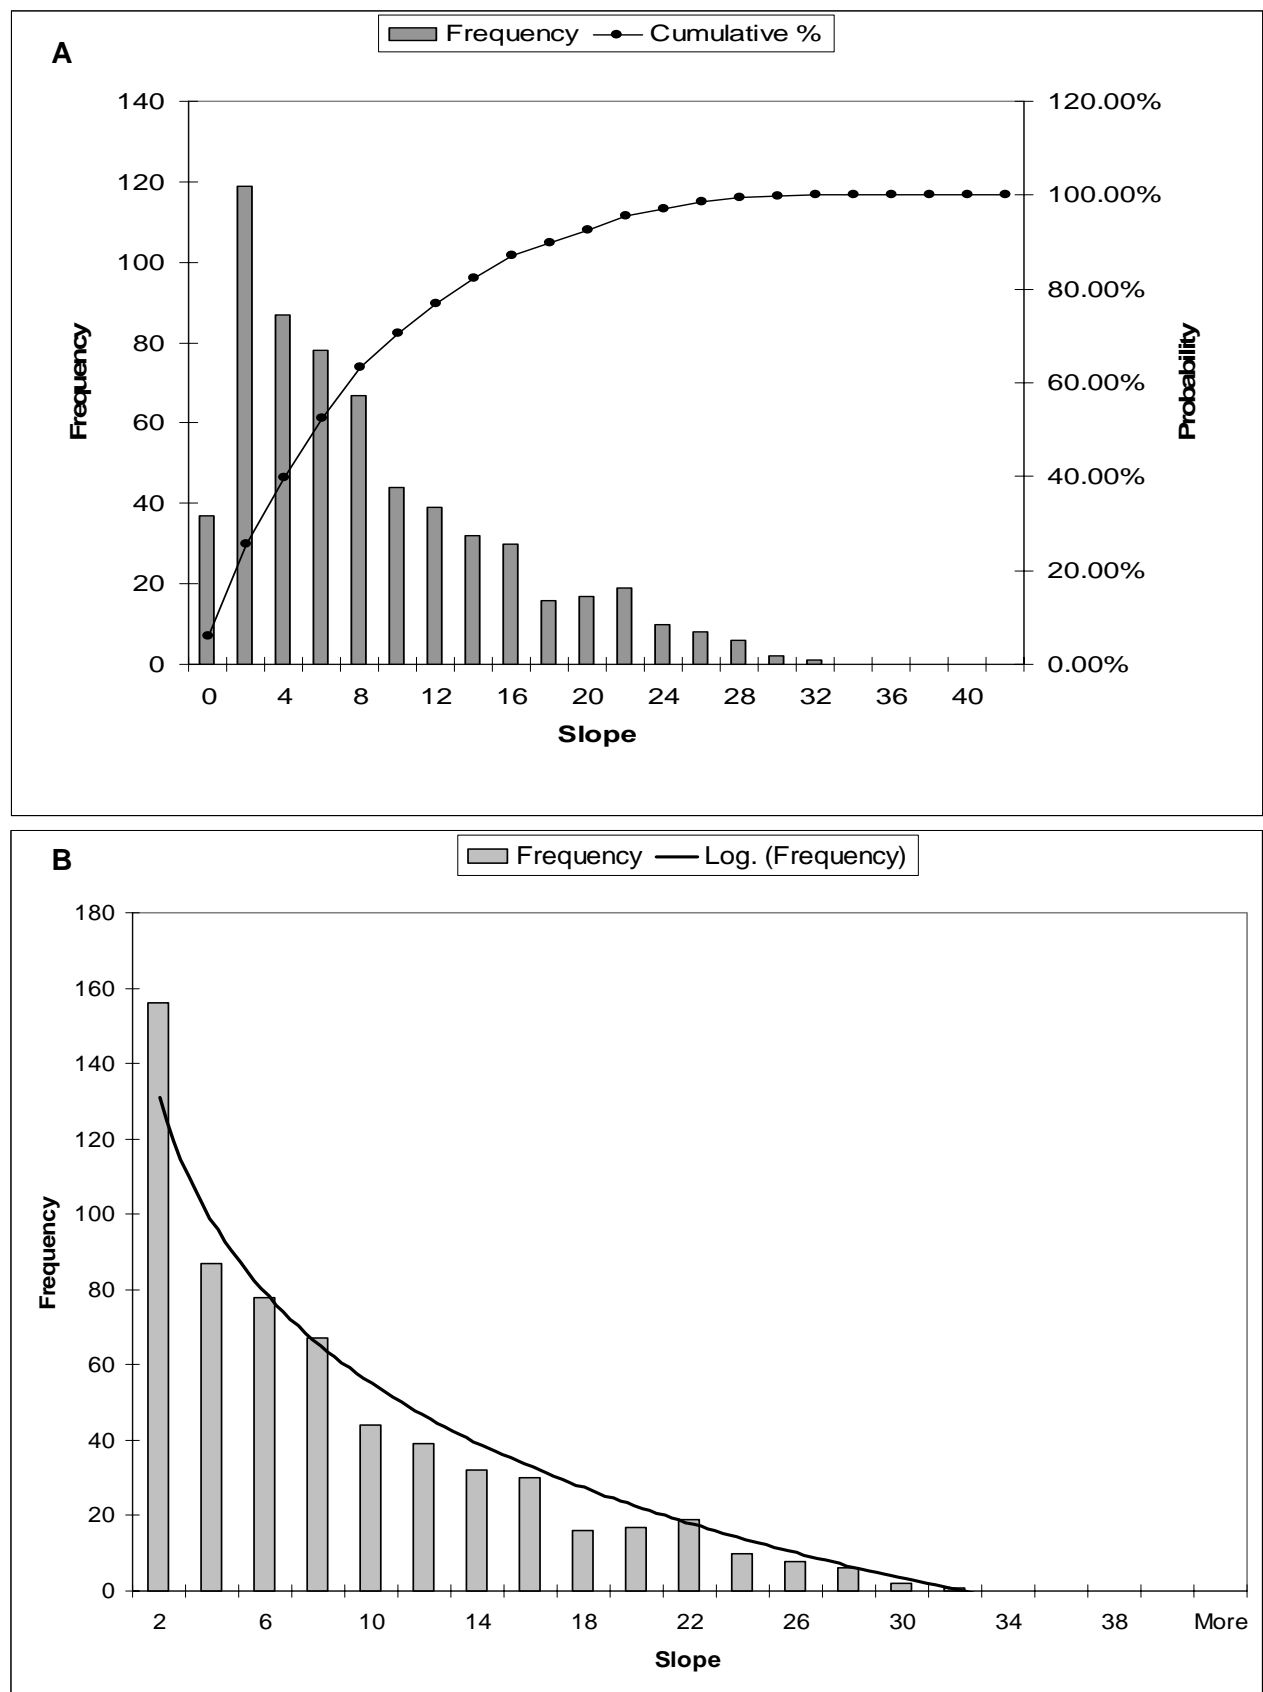 Frequency Cumulative %
A
140 120.00%
120 100.00%
100 80.00%
80 60.00%
60 40.00%
40 20.00%
20 0.00%
0
Frequency
Probability
0 4 8 12 16 20 24 28 32 36 40
Slope
B
Frequency Log. (Frequency)
180
160
140
120
100
80
60
40
20
0
Frequency
2 6 10 14 18 22 26 30 34 38 More
Slope